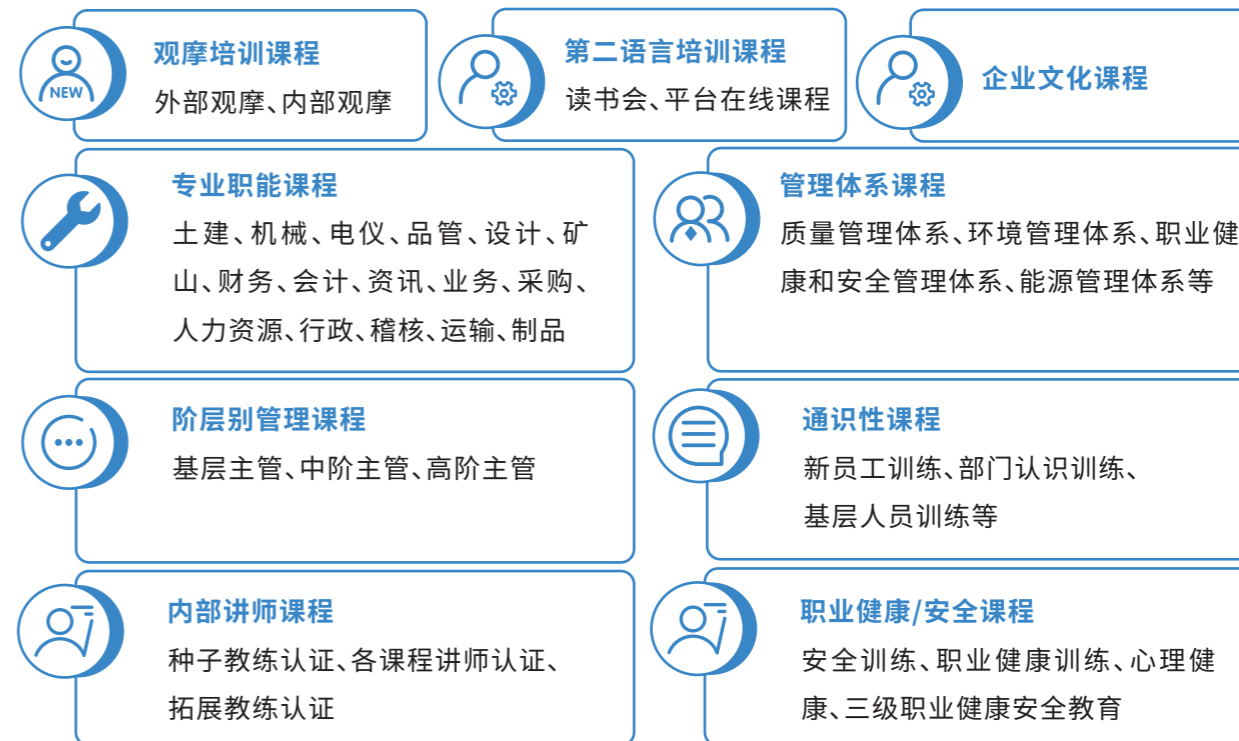 观摩培训课程
NEW
外部观摩、内部观摩
第二语言培训课程
读书会、平台在线课程
企业文化课程
专业职能课程
土建、机械、电仪、品管、设计、矿
山、财务、会计、资讯、业务、采购、
人力资源、行政、稽核、运输、制品
管理体系课程
质量管理体系、环境管理体系、职业健
康和安全管理体系、能源管理体系等
阶层别管理课程
基层主管、中阶主管、高阶主管
通识性课程
新员工训练、部门认识训练、
基层人员训练等
内部讲师课程
种子教练认证、各课程讲师认证、
拓展教练认证
职业健康/安全课程
安全训练、职业健康训练、心理健
康、三级职业健康安全教育